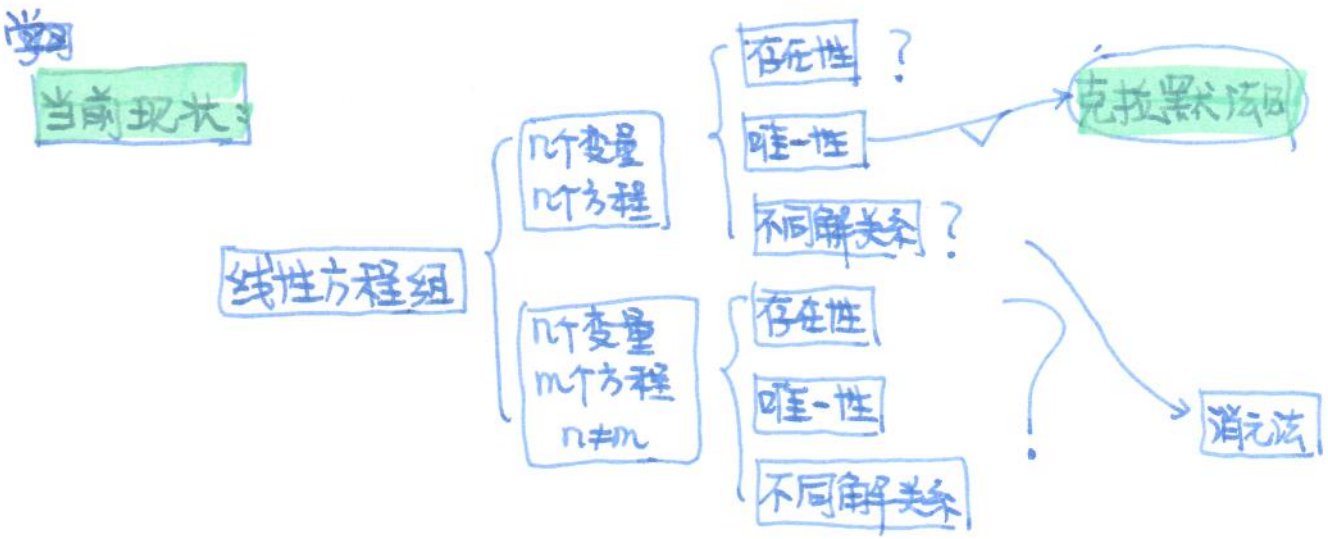 学习
当前现状:
线性方程组
n个变量
n个方程
存在性 ?
唯一性
克拉默法则
不同解关系 ?
n个变量
m个方程
n≠m
存在性
唯一性
不同解关系
?
消元法